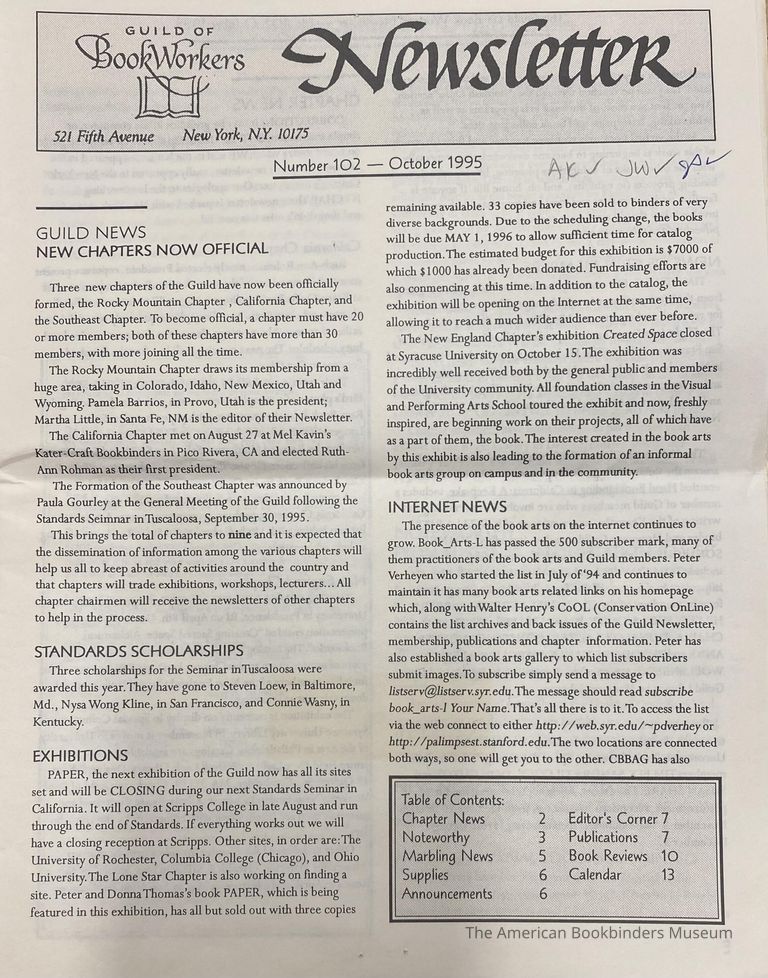 GUILD OF
BookWorkers
Newsletter
521 Fifth Avenue New York, N.Y. 10175
Number 102 — October 1995
AK ✓ JW ✓
GUILD NEWS
NEW CHAPTERS NOW OFFICIAL
Three new chapters of the Guild have now been officially
formed, the Rocky Mountain Chapter , California Chapter, and
the Southeast Chapter. To become official, a chapter must have 20
or more members; both of these chapters have more than 30
members, with more joining all the time.
The Rocky Mountain Chapter draws its membership from a
huge area, taking in Colorado, Idaho, New Mexico, Utah and
Wyoming. Pamela Barrios, in Provo, Utah is the president;
Martha Little, in Santa Fe, NM is the editor of their Newsletter.
The California Chapter met on August 27 at Mel Kavin's
Kater-Craft Bookbinders in Pico Rivera, CA and elected Ruth-
Ann Rohman as their first president.
The Formation of the Southeast Chapter was announced by
Paula Gourley at the General Meeting of the Guild following the
Standards Seimnar in Tuscaloosa, September 30, 1995.
This brings the total of chapters to nine and it is expected that
the dissemination of information among the various chapters will
help us all to keep abreast of activities around the country and
that chapters will trade exhibitions, workshops, lecturers... All
chapter chairmen will receive the newsletters of other chapters
to help in the process.
STANDARDS SCHOLARSHIPS
Three scholarships for the Seminar in Tuscaloosa were
awarded this year. They have gone to Steven Loew, in Baltimore,
Md., Nysa Wong Kline, in San Francisco, and Connie Wasny, in
Kentucky.
EXHIBITIONS
PAPER, the next exhibition of the Guild now has all its sites
set and will be CLOSING during our next Standards Seminar in
California. It will open at Scripps College in late August and run
through the end of Standards. If everything works out we will
have a closing reception at Scripps. Other sites, in order are: The
University of Rochester, Columbia College (Chicago), and Ohio
University. The Lone Star Chapter is also working on finding a
site. Peter and Donna Thomas's book PAPER, which is being
featured in this exhibition, has all but sold out with three copies
remaining available. 33 copies have been sold to binders of very
diverse backgrounds. Due to the scheduling change, the books
will be due MAY 1, 1996 to allow sufficient time for catalog
production. The estimated budget for this exhibition is $7000 of
which $1000 has already been donated. Fundraising efforts are
also commencing at this time. In addition to the catalog, the
exhibition will be opening on the Internet at the same time,
allowing it to reach a much wider audience than ever before.
The New England Chapter's exhibition Created Space closed
at Syracuse University on October 15. The exhibition was
incredibly well received both by the general public and members
of the University community. All foundation classes in the Visual
and Performing Arts School toured the exhibition and now, freshly
inspired, are beginning work on their projects, all of which have
as a part of them, the book. The interest created in the book arts
by this exhibit is also leading to the formation of an informal
book arts group on campus and in the community.
INTERNET NEWS
The presence of the book arts on the internet continues to
grow. Book_Arts-L has passed the 500 subscriber mark, many of
them practitioners of the book arts and Guild members. Peter
Verheyen who started the list in July of '94 and continues to
maintain it has many book arts related links on his homepage
which, along with Walter Henry's CoOL (Conservation OnLine)
contains the list archives and back issues of the Guild Newsletter,
membership, publications and chapter information. Peter has
also established a book arts gallery to which list subscribers
submit images. To subscribe simply send a message to
listserv@listserv.syr.edu. The message should read subscribe
book_arts-l Your Name. That's all there is to it. To access the list
via the web connect to either http://web.syr.edu/~pdverhey or
http://palimpsest.stanford.edu. The two locations are connected
both ways, so one will get you to the other. CBBAG has also
Table of Contents:
Chapter News 2 Editor's Corner 7
Noteworthy 3 Publications 7
Marbling News 5 Book Reviews 10
Supplies 6 Calendar 13
Announcements 6
The American Bookbinders Museum